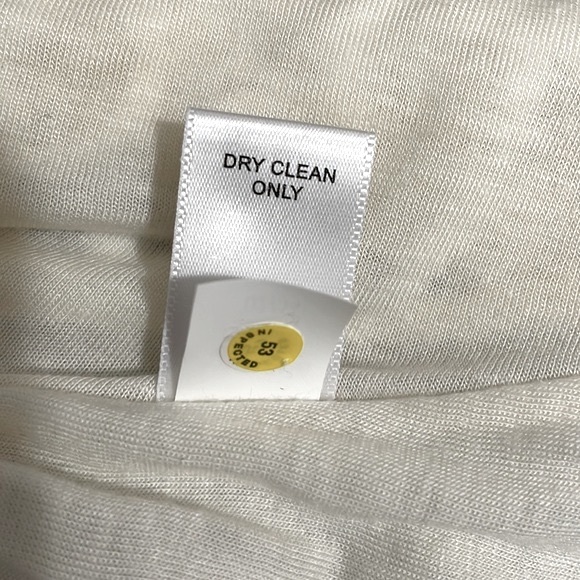 DRY CLEAN
ONLY
INSPECTED
53